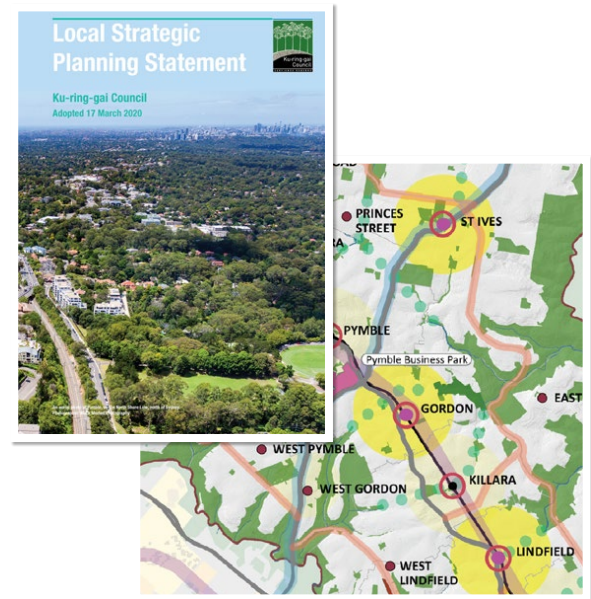 Local Strategic
Planning Statement
Ku-ring-gai
Council
Ku-ring-gai Council
Adopted 17 March 2020
PRINCES
STREET
ST IVES
PYMBLE
Pymble Business Park
GORDON
EAST
WEST PYMBLE
KILLARA
WEST GORDON
LINDFIELD
WEST
LINDFIELD